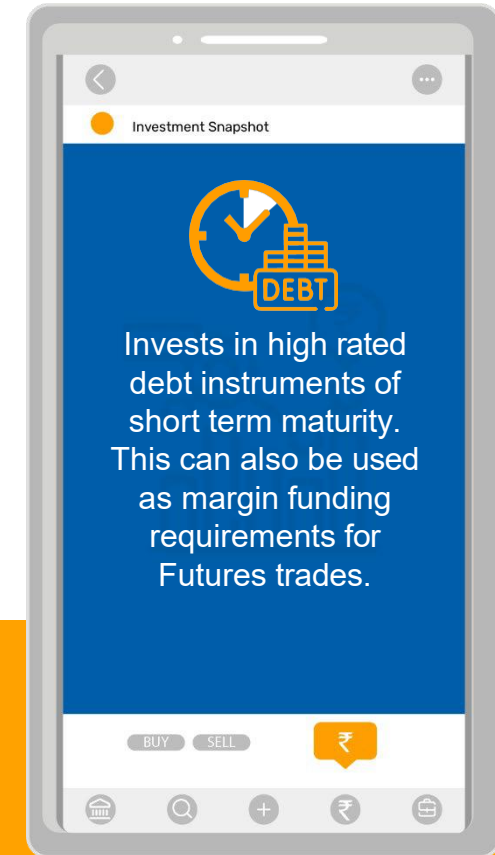 Investment Snapshot
DEBT
Invests in high rated
debt instruments of
short term maturity.
This can also be used
as margin funding
requirements for
Futures trades.
BUY SELL
₹
₹